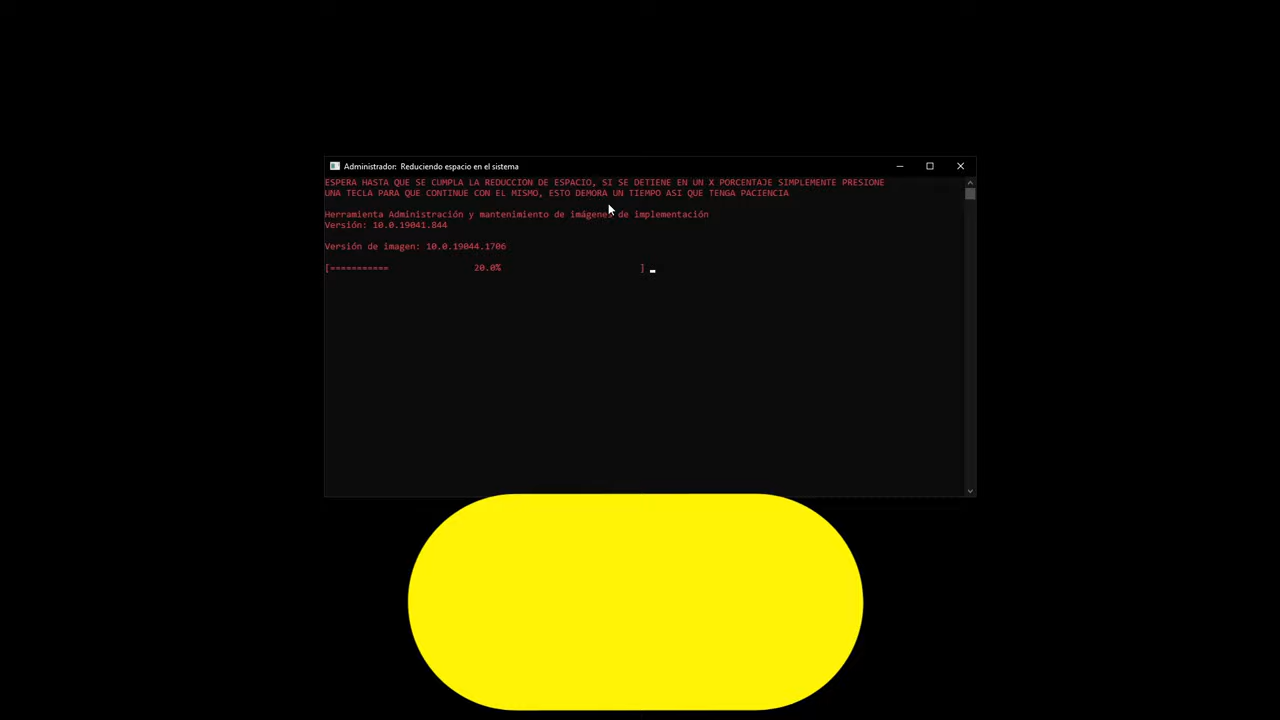 Administrador: Reduciendo espacio en el sistema
ESPERA HASTA QUE SE CUMPLA LA REDUCCION DE ESPACIO, SI SE DETIENE EN UN X PORCENTAJE SIMPLEMENTE PRESIONE
UNA TECLA PARA QUE CONTINUE CON EL MISMO, ESTO DEMORA UN TIEMPO ASI QUE TENGA PACIENCIA
Herramienta Administración y mantenimiento de imágenes de implementación
Versión: 10.0.19041.844
Versión de imagen: 10.0.19044.1706
[=========== 20.0% ]